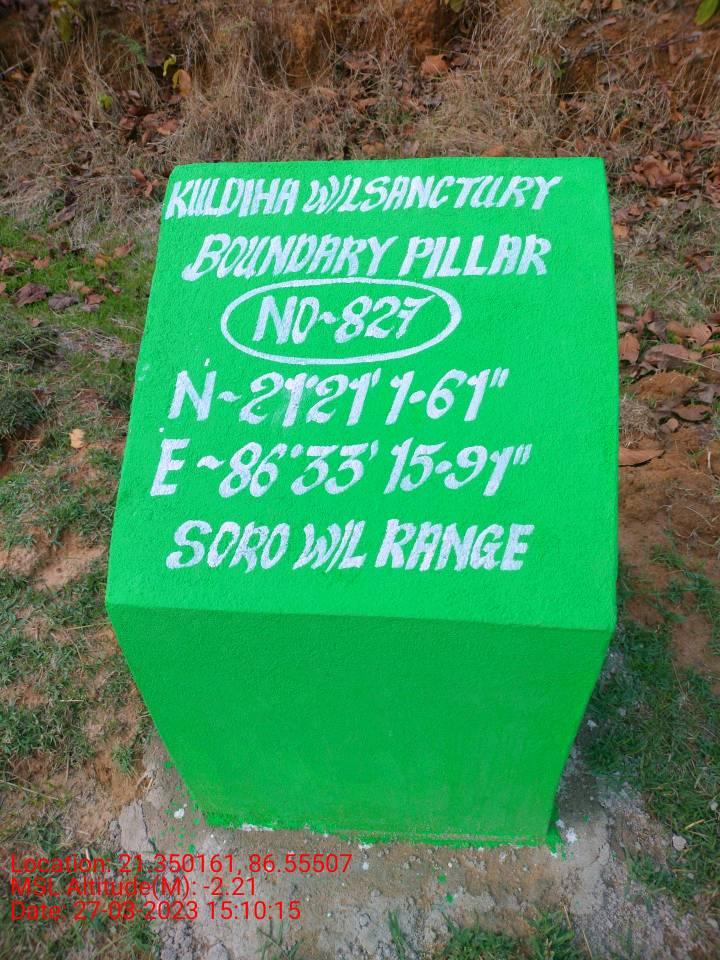 KULDIHA W/L SANCTUARY
BOUNDARY PILLAR
NO~827
N~21°21' 1.61"
E~86°33' 15.91"
SORO W/L RANGE
Location: 21.350161, 86.55507
MSL Altitude(M): -2.21
Date: 27-03-2023 15:10:15